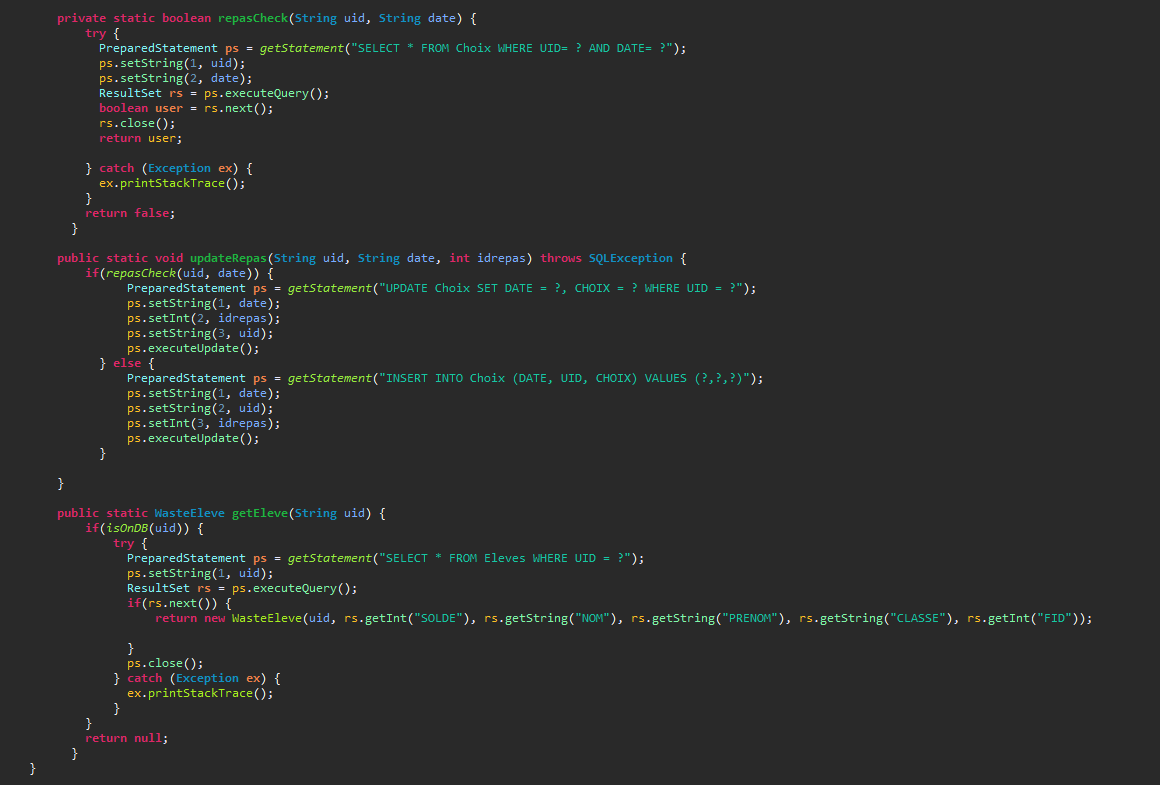 private static boolean repasCheck(String uid, String date) {
try {
PreparedStatement ps = getStatement("SELECT * FROM Choix WHERE UID= ? AND DATE= ?");
ps.setString(1, uid);
ps.setString(2, date);
ResultSet rs = ps.executeQuery();
boolean user = rs.next();
rs.close();
return user;
} catch (Exception ex) {
ex.printStackTrace();
}
return false;
}
public static void updateRepas(String uid, String date, int idrepas) throws SQLException {
if(repasCheck(uid, date)) {
PreparedStatement ps = getStatement("UPDATE Choix SET DATE = ?, CHOIX = ? WHERE UID = ?");
ps.setString(1, date);
ps.setInt(2, idrepas);
ps.setString(3, uid);
ps.executeUpdate();
} else {
PreparedStatement ps = getStatement("INSERT INTO Choix (DATE, UID, CHOIX) VALUES (?,?,?)");
ps.setString(1, date);
ps.setString(2, uid);
ps.setInt(3, idrepas);
ps.executeUpdate();
}
}
public static WasteEleve getEleve(String uid) {
if(isOnDB(uid)) {
try {
PreparedStatement ps = getStatement("SELECT * FROM Eleves WHERE UID = ?");
ps.setString(1, uid);
ResultSet rs = ps.executeQuery();
if(rs.next()) {
return new WasteEleve(uid, rs.getInt("SOLDE"), rs.getString("NOM"), rs.getString("PRENOM"), rs.getString("CLASSE"), rs.getInt("FID"));
}
ps.close();
} catch (Exception ex) {
ex.printStackTrace();
}
}
return null;
}
}